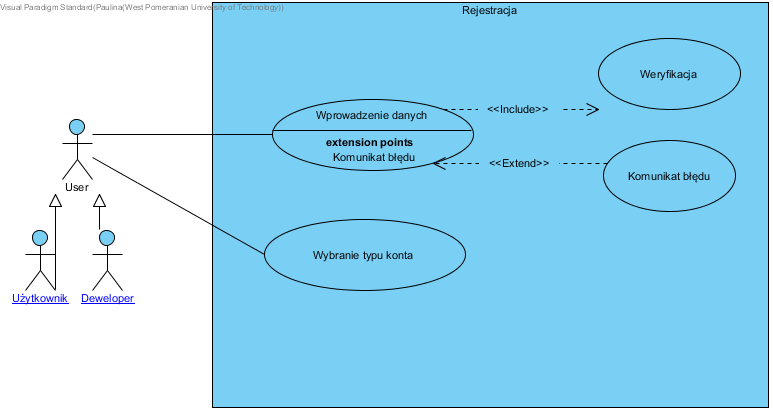 Visual Paradigm Standard(Paulina(West Pomeranian University of Technology))
Rejestracja
Weryfikacja
Wprowadzenie danych
<<Include>>
extension points
Komunikat błędu
<<Extend>>
Komunikat błędu
User
Wybranie typu konta
Użytkownik
Deweloper